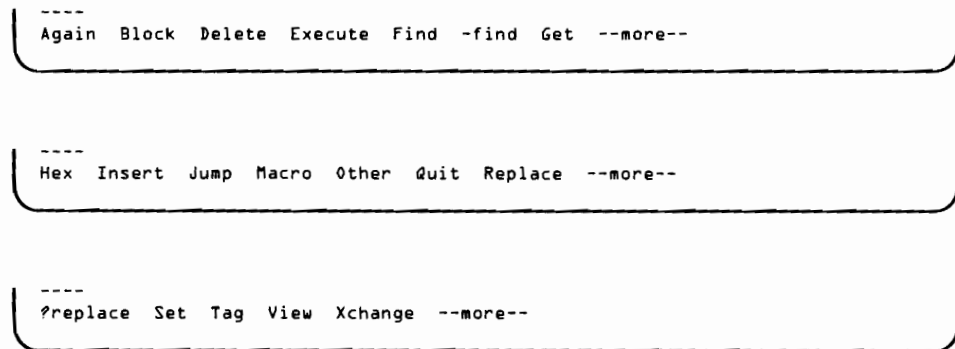 ----
Again Block Delete Execute Find -find Get --more--
----
Hex Insert Jump Macro Other Quit Replace --more--
----
?replace Set Tag View Xchange --more--